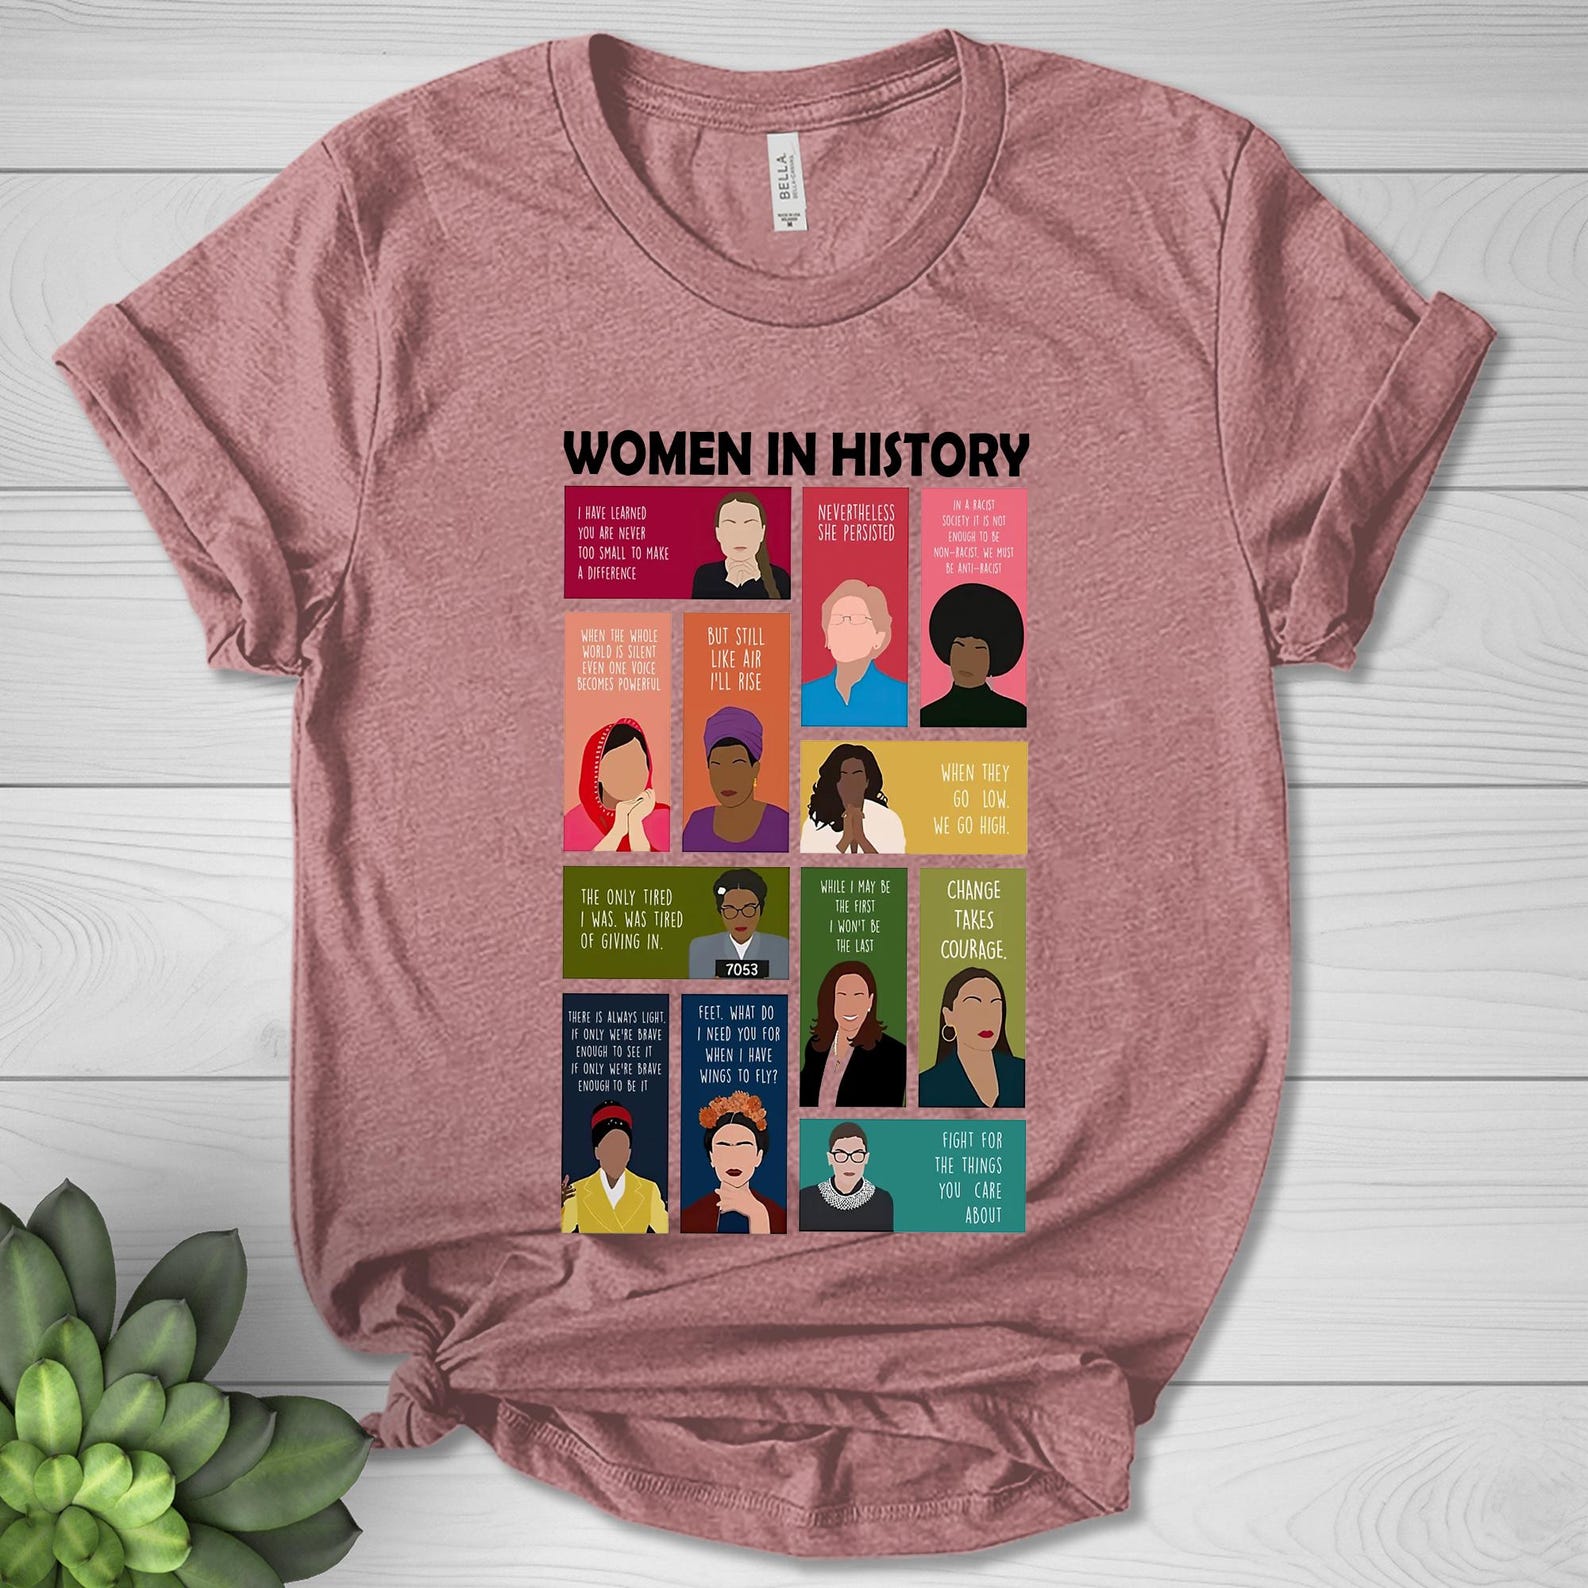 BELLA
BELLA+CANVAS
M
WOMEN IN HISTORY
I HAVE LEARNED
YOU ARE NEVER
TOO SMALL TO MAKE
A DIFFERENCE
NEVERTHELESS
SHE PERSISTED
IN A RACIST
SOCIETY IT IS NOT
ENOUGH TO BE
NON-RACIST. WE MUST
BE ANTI-RACIST
WHEN THE WHOLE
WORLD IS SILENT
EVEN ONE VOICE
BECOMES POWERFUL
BUT STILL
LIKE AIR
I'LL RISE
WHEN THEY
GO LOW.
WE GO HIGH.
THE ONLY TIRED
I WAS. WAS TIRED
OF GIVING IN.
7053
WHILE I MAY BE
THE FIRST
I WON'T BE
THE LAST
CHANGE
TAKES
COURAGE.
THERE IS ALWAYS LIGHT.
IF ONLY WE'RE BRAVE
ENOUGH TO SEE IT
IF ONLY WE'RE BRAVE
ENOUGH TO BE IT
FEET. WHAT DO
I NEED YOU FOR
WHEN I HAVE
WINGS TO FLY?
FIGHT FOR
THE THINGS
YOU CARE
ABOUT